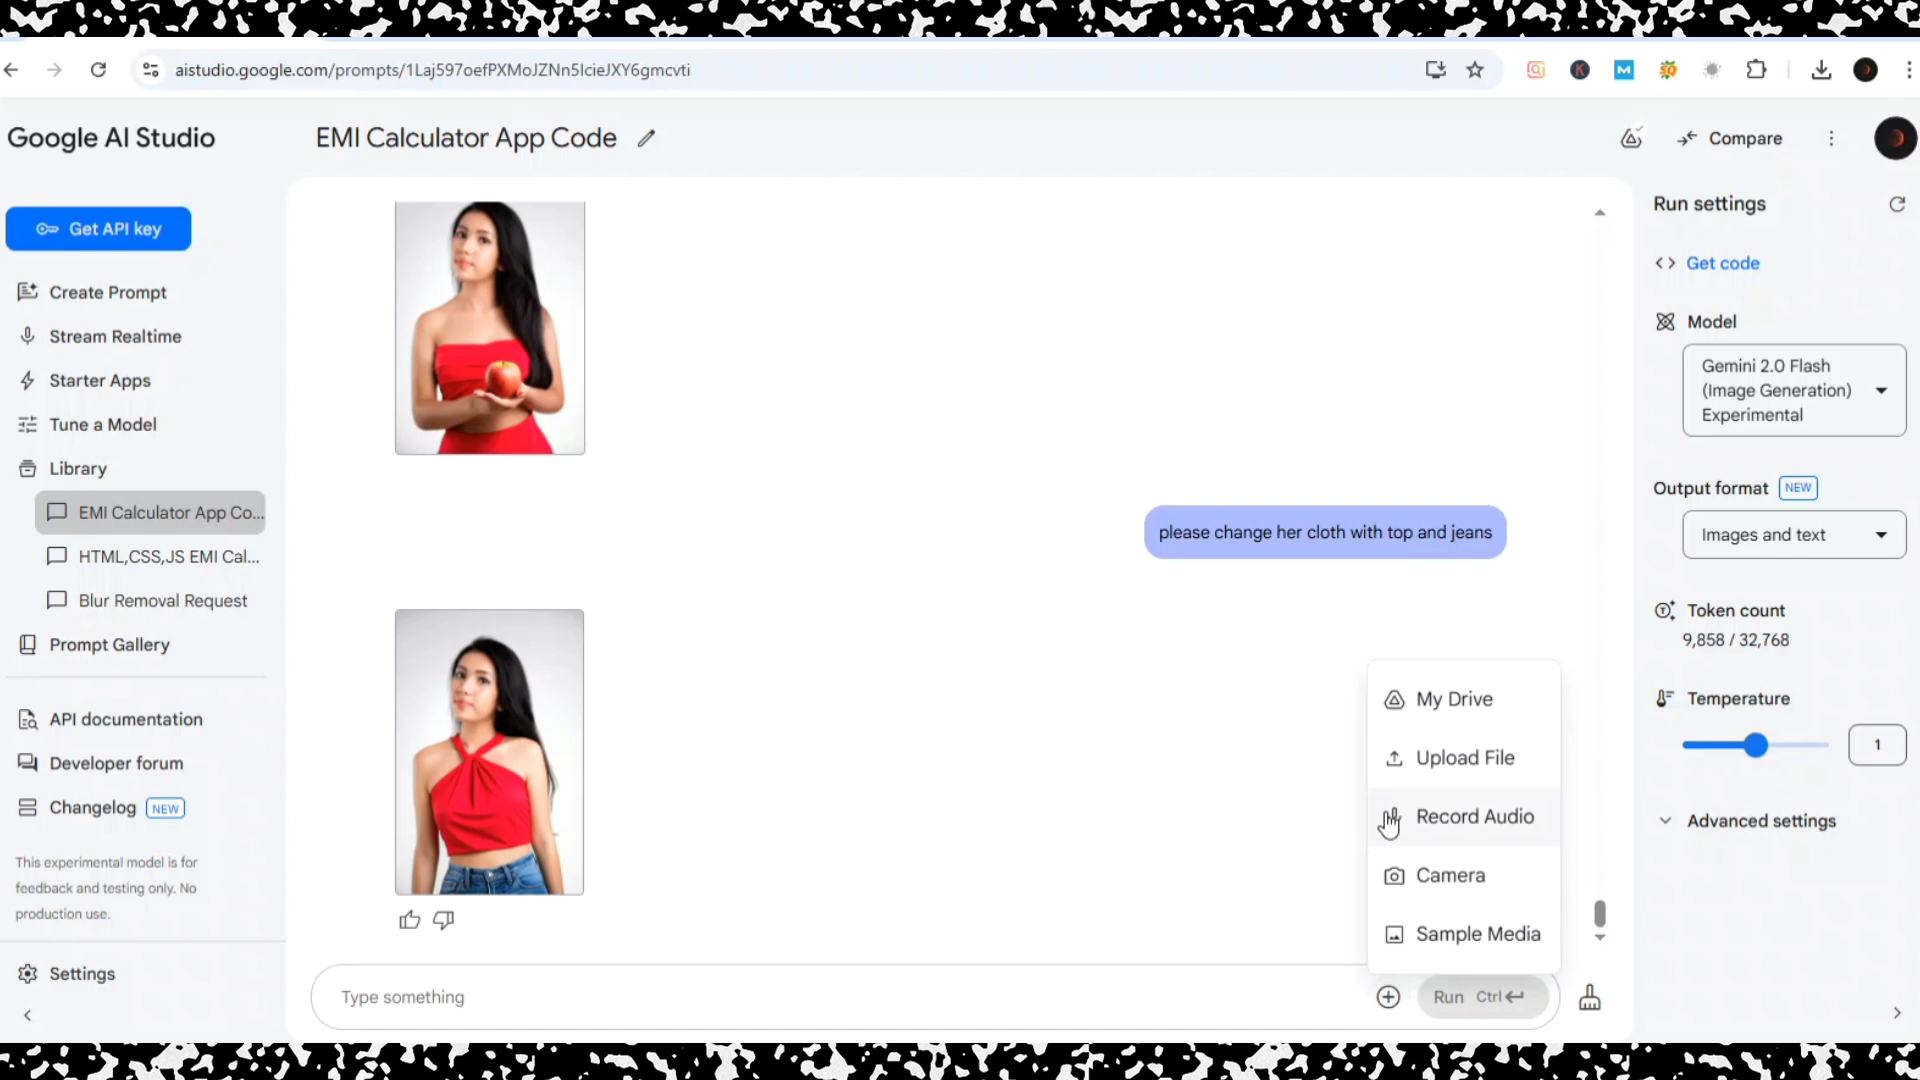 aistudio.google.com/prompts/1Laj597oefPXMoJZNn5lcieJXY6gmcvti
Google AI Studio
EMI Calculator App Code
Compare
Get API key
Create Prompt
Stream Realtime
Starter Apps
Tune a Model
Library
EMI Calculator App Co...
HTML,CSS,JS EMI Cal...
Blur Removal Request
Prompt Gallery
API documentation
Developer forum
Changelog NEW
This experimental model is for
feedback and testing only. No
production use.
Settings
please change her cloth with top and jeans
My Drive
Upload File
Record Audio
Camera
Sample Media
Type something
Run Ctrl
Run settings
Get code
Model
Gemini 2.0 Flash
(Image Generation)
Experimental
Output format NEW
Images and text
Token count
9,858 / 32,768
Temperature
1
Advanced settings